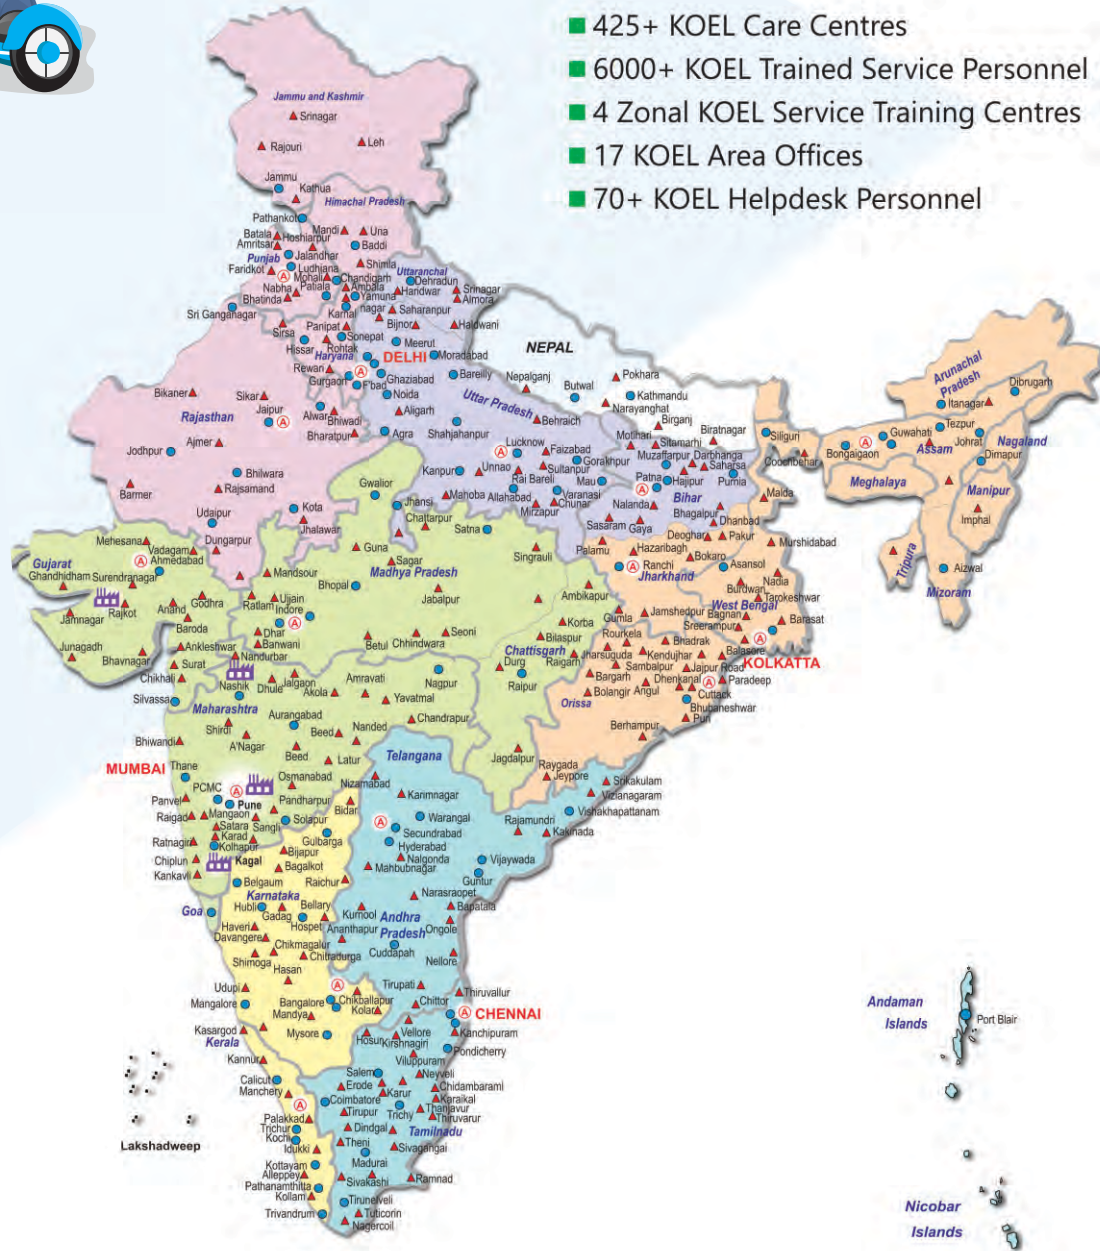 425+ KOEL Care Centres
6000+ KOEL Trained Service Personnel
4 Zonal KOEL Service Training Centres
17 KOEL Area Offices
70+ KOEL Helpdesk Personnel
Jammu and Kashmir
Srinagar
Rajouri
Leh
Jammu
Kathua
Himachal Pradesh
Pathankot
Mandi
Una
Batala
Hoshiarpur
Amritsar
Baddi
Punjab
Jalandhar
Shimla
Faridkot
Ludhiana
Uttaranchal
Mohali
Chandigarh
Dehradun
Nabha
Patiala
Ambala
Haridwar
Srinagar
Bhatinda
Yamuna
nagar
Almora
Sri Ganganagar
Karnal
Saharanpur
Sirsa
Panipat
Bijnor
Haldwani
Hissar
Sonepat
Meerut
Rohtak
NEPAL
Haryana
DELHI
Moradabad
Rewari
Gurgaon
F'bad
Ghaziabad
Bareilly
Nepalganj
Pokhara
Butwal
Noida
Kathmandu
Narayanghat
Arunachal
Pradesh
Dibrugarh
Itanagar
Bikaner
Sikar
Rajasthan
Jaipur
Alwar
Bhiwadi
Aligarh
Uttar Pradesh
Behraich
Birganj
Bharatpur
Agra
Shahjahanpur
Motihari
Biratnagar
Siliguri
Guwahati
Tezpur
Jorhat
Nagaland
Ajmer
Jodhpur
Lucknow
Faizabad
Sitamarhi
Bongaigaon
Assam
Dimapur
Coochbehar
Muzaffarpur
Darbhanga
Gorakhpur
Saharsa
Bhilwara
Kanpur
Unnao
Sultanpur
Rai Bareli
Mau
Patna
Hajipur
Purnia
Meghalaya
Manipur
Barmer
Rajsamand
Gwalior
Jhansi
Mahoba
Allahabad
Varanasi
Chunar
Mirzapur
Nalanda
Bihar
Malda
Imphal
Kota
Udaipur
Jhalawar
Chattarpur
Satna
Sasaram
Gaya
Bhagalpur
Dhanbad
Deoghar
Pakur
Murshidabad
Mehesana
Vadagam
Dungarpur
Ahmedabad
Guna
Sagar
Singrauli
Palamu
Hazaribagh
Bokaro
Ranchi
Asansol
Jharkhand
Tripura
Aizwal
Mizoram
Gujarat
Ghandhidham
Surendranagar
Mandsour
Madhya Pradesh
Bhopal
Nadia
Burdwan
Tarokeshwar
Ambikapur
Jamnagar
Rajkot
Anand
Godhra
Ratlam
Ujjain
Indore
Jabalpur
West Bengal
Jamshedpur
Bagnan
Gumla
Sreerampur
Barasat
Baroda
Dhar
Korba
Junagadh
Ankleshwar
Banwani
Betul
Chhindwara
Seoni
Bilaspur
Rourkela
Bhadrak
Balasore
Bhavnagar
Surat
Nandurbar
Chattisgarh
Jharsuguda
Kendujhar
KOLKATTA
Chikhali
Durg
Raigarh
Sambalpur
Jajpur Road
Silvassa
Nashik
Dhule
Jalgaon
Akola
Amravati
Nagpur
Raipur
Bargarh
Dhenkanal
Paradeep
Yavatmal
Bolangir
Angul
Cuttack
Maharashtra
Aurangabad
Orissa
Bhubaneshwar
Puri
Shirdi
Beed
Nanded
Chandrapur
Berhampur
Bhiwandi
A'Nagar
Beed
Latur
Telangana
Jagdalpur
Raygada
MUMBAI
Thane
Jeypore
Osmanabad
Nizamabad
Srikakulam
PCMC
Karimnagar
Vizianagaram
Panvel
Pune
Pandharpur
Bidar
Vishakhapattanam
Raigad
Mangaon
Solapur
Warangal
Rajamundri
Kakinada
Satara
Sangli
Secundrabad
Ratnagiri
Karad
Kolhapur
Gulbarga
Hyderabad
Chiplun
Kagal
Bijapur
Nalgonda
Vijaywada
Kankavli
Bagalkot
Mahbubnagar
Belgaum
Raichur
Guntur
Karnataka
Narasraopet
Goa
Hubli
Bellary
Bapatala
Gadag
Kurnool
Andhra
Pradesh
Haveri
Hospet
Ananthapur
Ongole
Davangere
Chikmagalur
Cuddapah
Shimoga
Chitradurga
Nellore
Hasan
Udupi
Tirupati
Thiruvallur
Mangalore
Bangalore
Chikballapur
Chittor
Mandya
Kolar
CHENNAI
Kasargod
Mysore
Vellore
Kanchipuram
Kerala
Hosur
Kirshnagiri
Pondicherry
Kannur
Viluppuram
Salem
Neyveli
Calicut
Erode
Chidambarami
Manchery
Coimbatore
Karur
Karaikal
Palakkad
Tirupur
Trichy
Thanjavur
Thiruvarur
Trichur
Dindgal
Tamilnadu
Kochi
Idukki
Theni
Sivagangai
Kottayam
Madurai
Alleppey
Sivakashi
Ramnad
Pathanamthitta
Kollam
Tirunelveli
Trivandrum
Tuticorin
Nagercoil
Lakshadweep
Andaman
Islands
Port Blair
Nicobar
Islands